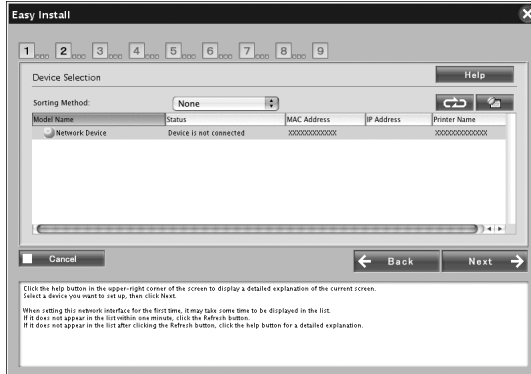 Easy Install
1 2 3 4 5 6 7 8 9
Device Selection
Help
Sorting Method:
None
Model Name Status MAC Address IP Address Printer Name
Network Device Device is not connected XXXXXXXXXXXX XXXXXXXXXXXXX
Cancel
Back
Next
Click the help button in the upper-right corner of the screen to display a detailed explanation of the current screen.
Select a device you want to set up, then click Next.
When setting this network interface for the first time, it may take some time to be displayed in the list.
If it does not appear in the list within one minute, click the Refresh button.
If it does not appear in the list after clicking the Refresh button, click the help button for a detailed explanation.